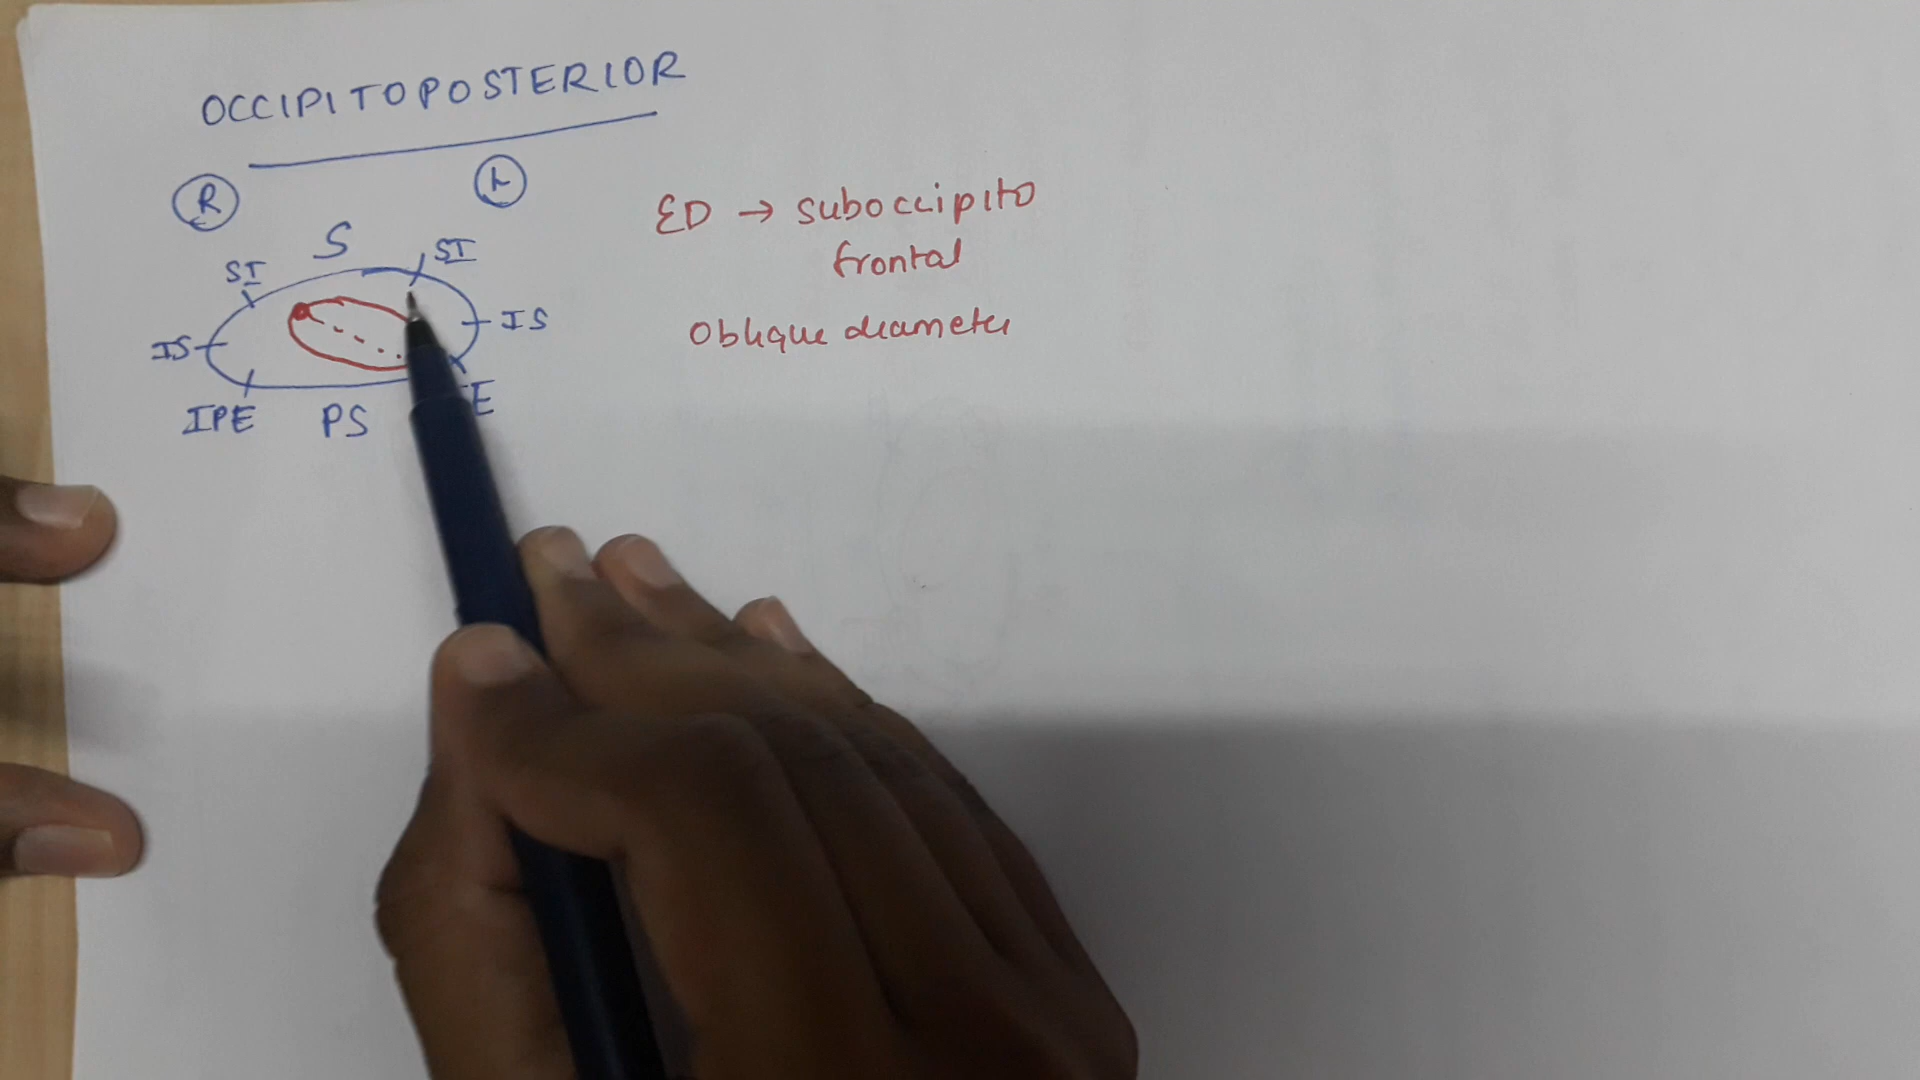 OCCIPITOPOSTERIOR
R
L
S
SI
SI
IS
IS
IPE
PS
E
ED → suboccipito
frontal
Oblique diameter